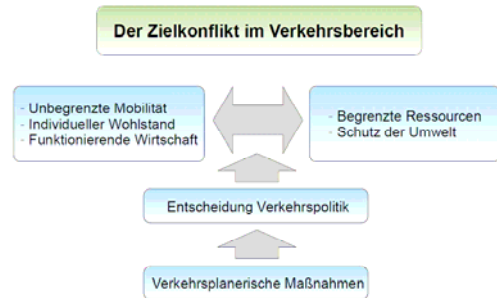 Der Zielkonflikt im Verkehrsbereich
- Unbegrenzte Mobilität
- Individueller Wohlstand
- Funktionierende Wirtschaft
- Begrenzte Ressourcen
- Schutz der Umwelt
Entscheidung Verkehrspolitik
Verkehrsplanerische Maßnahmen